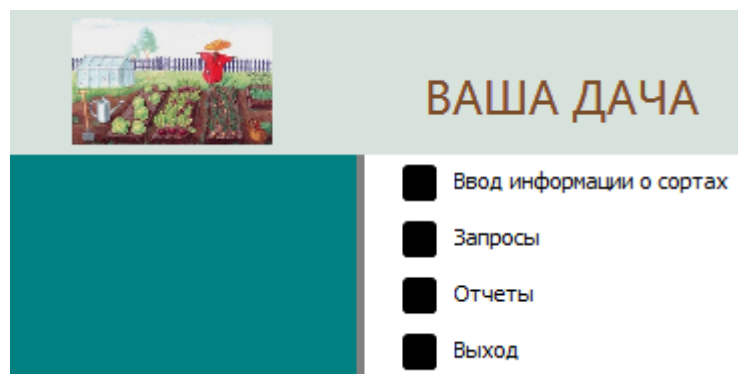 ВАША ДАЧА
Ввод информации о сортах
Запросы
Отчеты
Выход